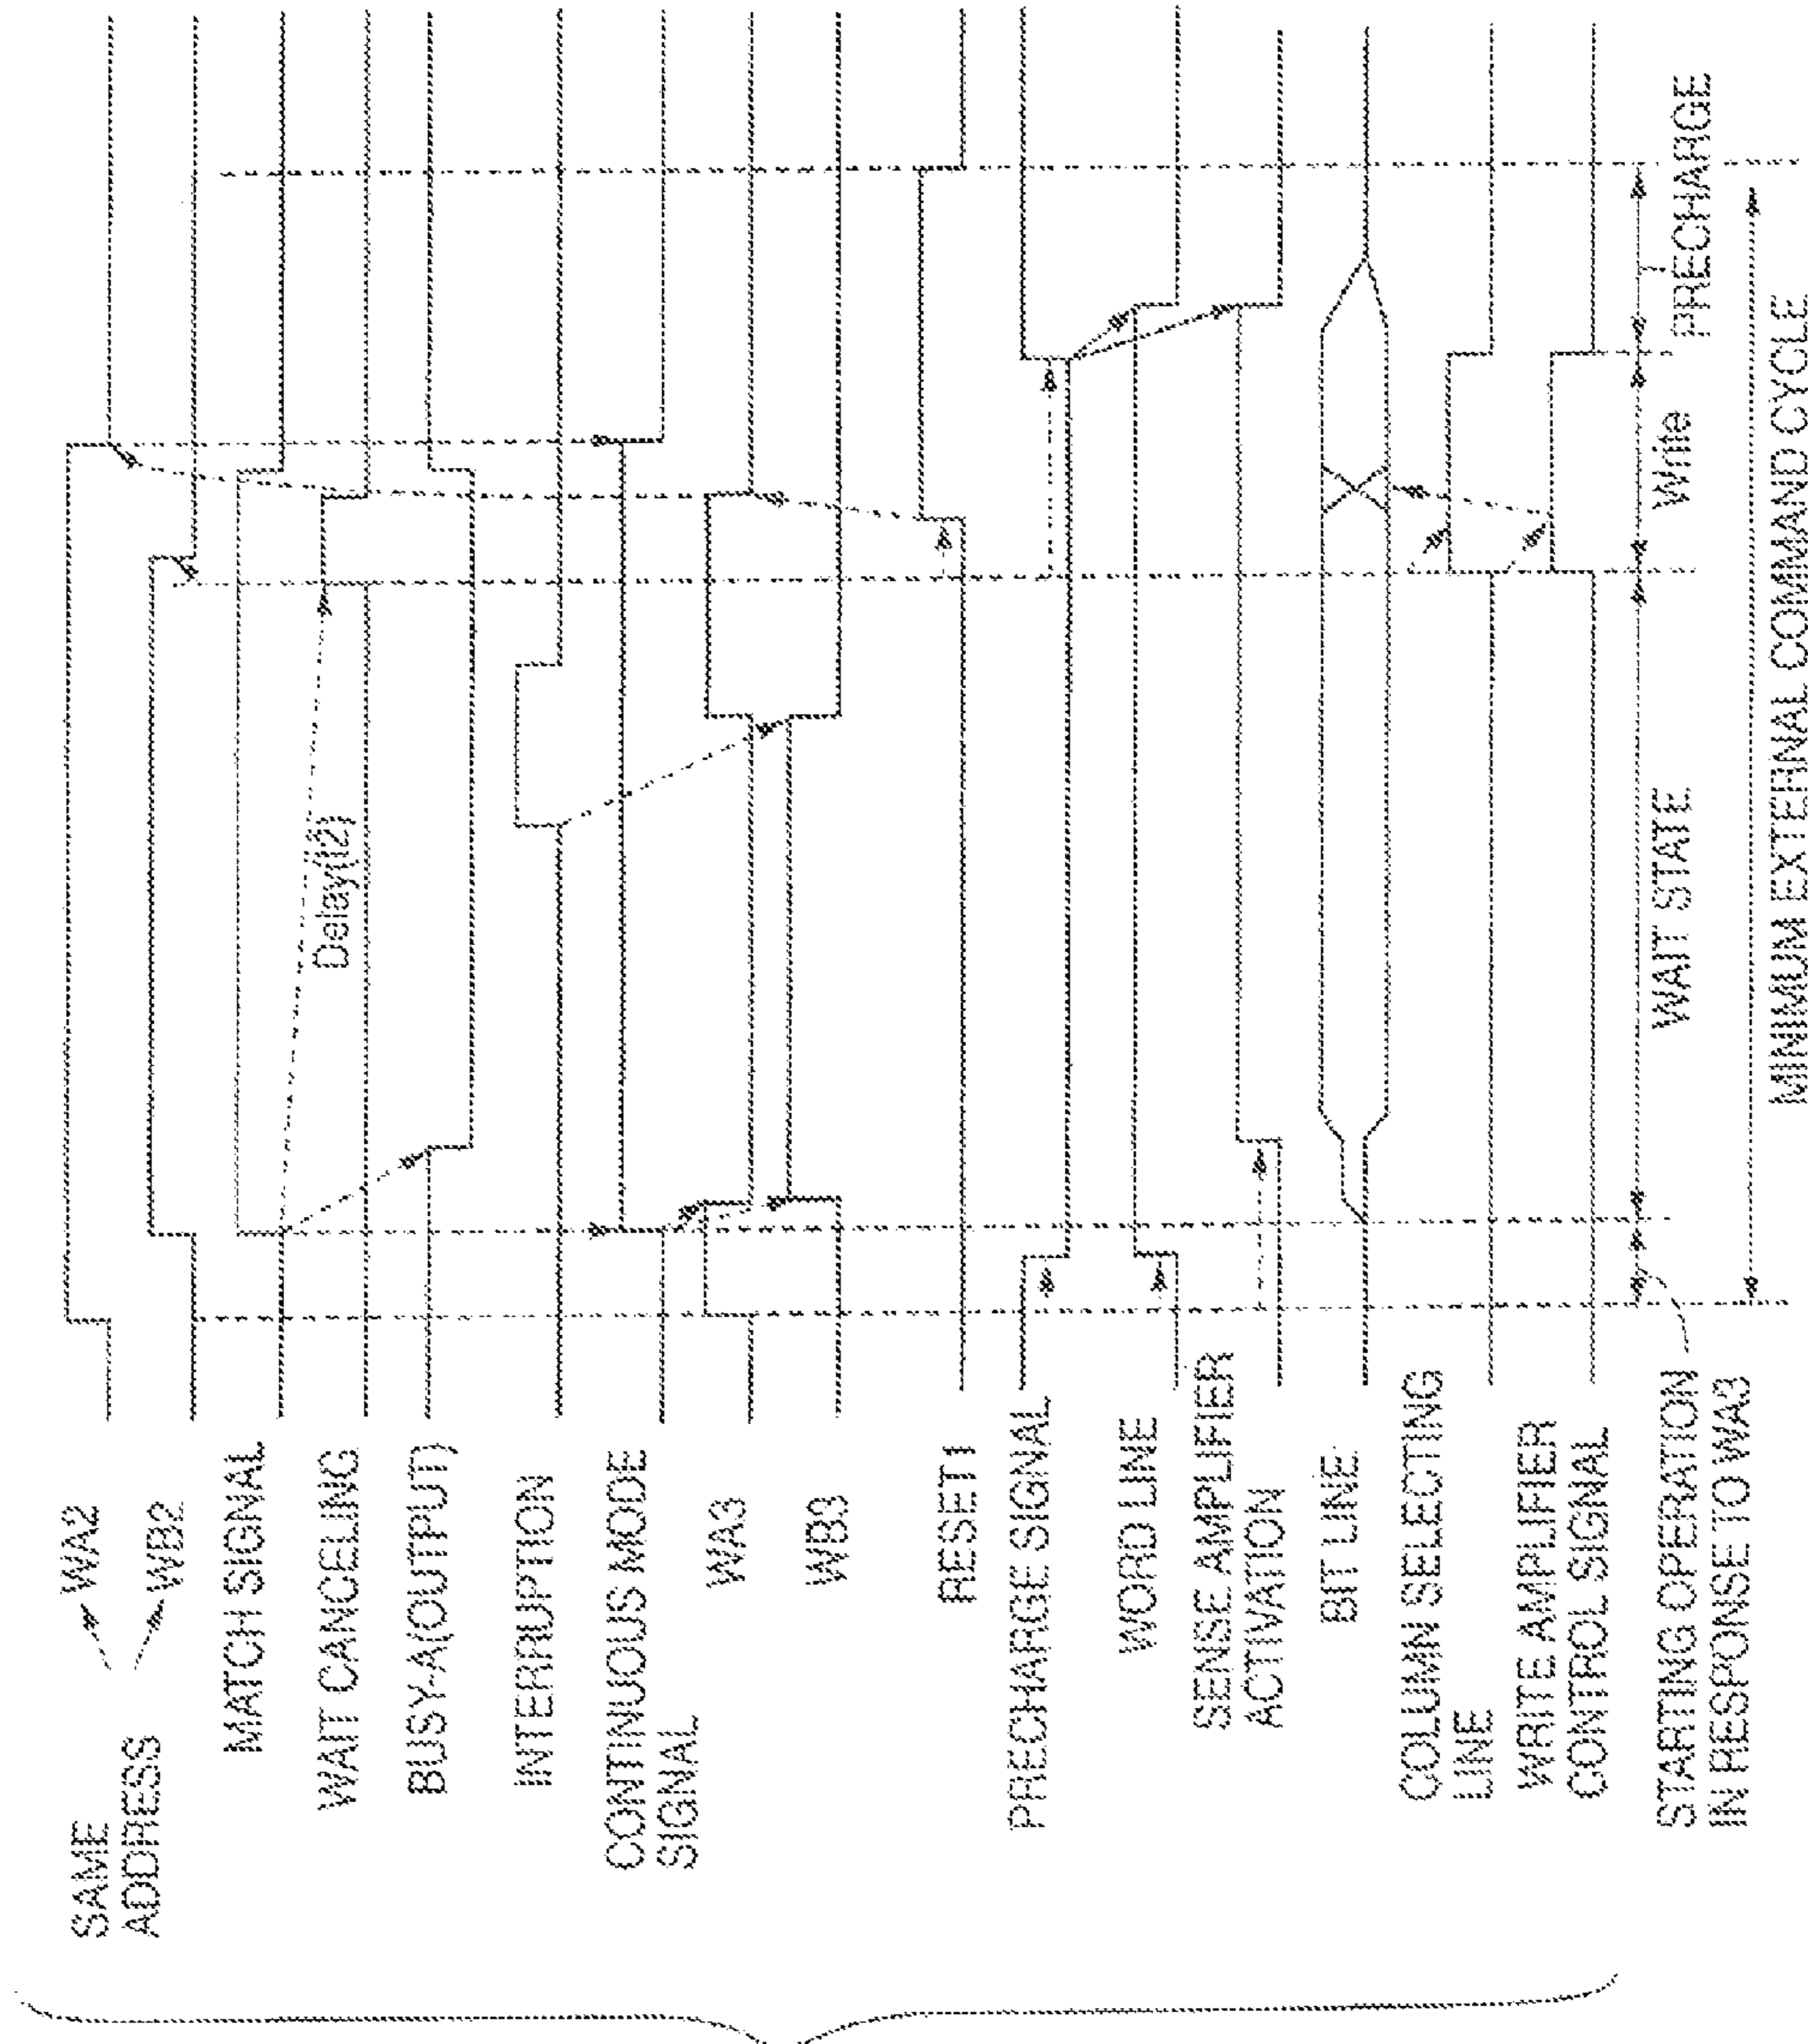 SAME
ADDRESS
WA2
WB2
MATCH SIGNAL
WAIT CANCELING
BUSY-A(OUTPUT)
INTERRUPTION
CONTINUOUS MODE
SIGNAL
WA3
WB3
RESET1
PRECHARGE SIGNAL
WORD LINE
SENSE AMPLIFIER
ACTIVATION
BIT LINE
COLUMN SELECTING
LINE
WRITE AMPLIFIER
CONTROL SIGNAL
STARTING OPERATION
IN RESPONSE TO WA3
Delay(t2)
WAIT STATE
Write
PRECHARGE
MINIMUM EXTERNAL COMMAND CYCLE